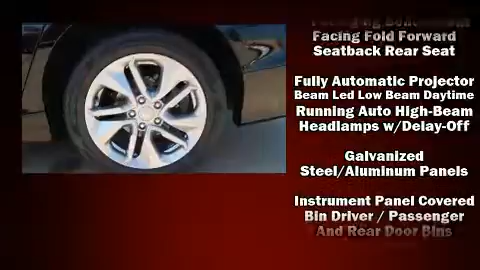 Facing Fold Forward
Seatback Rear Seat
Fully Automatic Projector
Beam Led Low Beam Daytime
Running Auto High-Beam
Headlamps w/Delay-Off
Galvanized
Steel/Aluminum Panels
Instrument Panel Covered
Bin Driver / Passenger
And Rear Door Bins